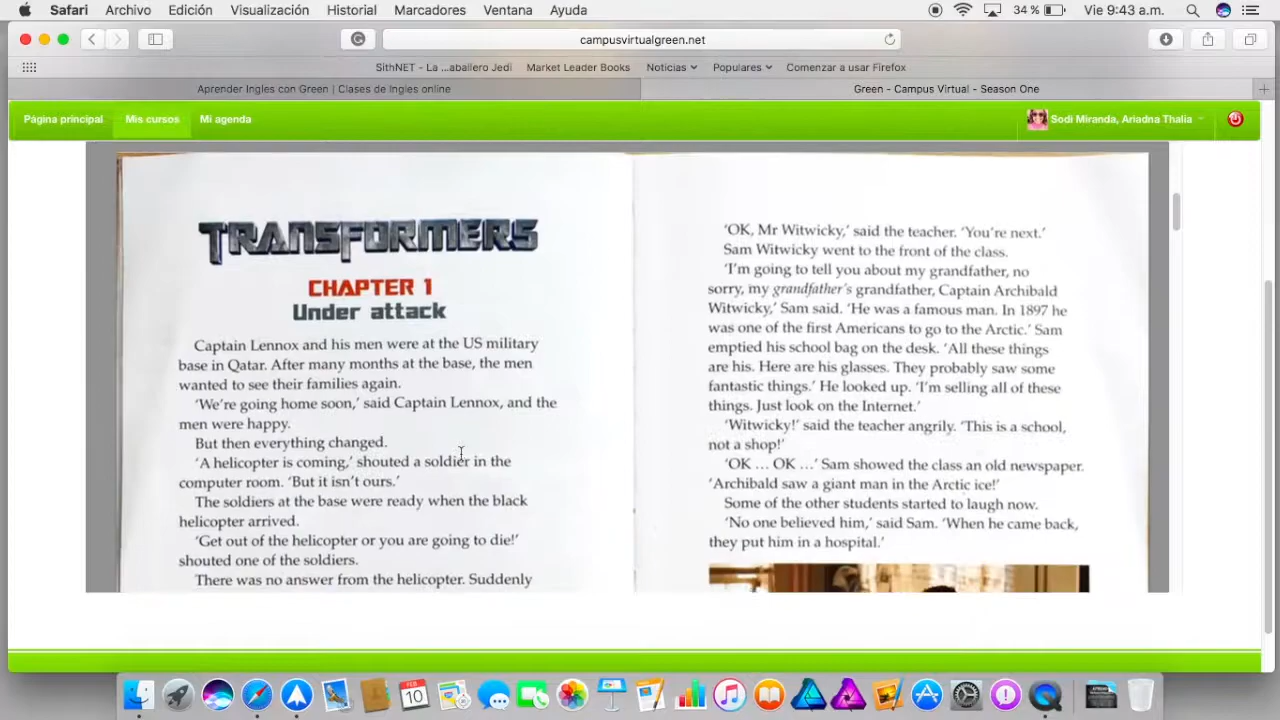 Safari Archivo Edición Visualización Historial Marcadores Ventana Ayuda 34 % Vie 9:43 a.m.
campusvirtualgreen.net
SithNET - La ...aballero Jedi Market Leader Books Noticias Populares Comenzar a usar Firefox
Aprender Ingles con Green | Clases de Ingles online Green - Campus Virtual - Season One
Página principal Mis cursos Mi agenda Sodi Miranda, Ariadna Thalia
TRANSFORMERS
CHAPTER 1
Under attack
Captain Lennox and his men were at the US military
base in Qatar. After many months at the base, the men
wanted to see their families again.
'We're going home soon,' said Captain Lennox, and the
men were happy.
But then everything changed.
'A helicopter is coming,' shouted a soldier in the
computer room. 'But it isn't ours.'
The soldiers at the base were ready when the black
helicopter arrived.
'Get out of the helicopter or you are going to die!'
shouted one of the soldiers.
There was no answer from the helicopter. Suddenly
'OK, Mr Witwicky,' said the teacher. 'You're next.'
Sam Witwicky went to the front of the class.
'I'm going to tell you about my grandfather, no
sorry, my grandfather's grandfather, Captain Archibald
Witwicky,' Sam said. 'He was a famous man. In 1897 he
was one of the first Americans to go to the Arctic.' Sam
emptied his school bag on the desk. 'All these things
are his. Here are his glasses. They probably saw some
fantastic things.' He looked up. 'I'm selling all of these
things. Just look on the Internet.'
'Witwicky!' said the teacher angrily. 'This is a school,
not a shop!'
'OK … OK …' Sam showed the class an old newspaper.
'Archibald saw a giant man in the Arctic ice!'
Some of the other students started to laugh now.
'No one believed him,' said Sam. 'When he came back,
they put him in a hospital.'
FEB
10